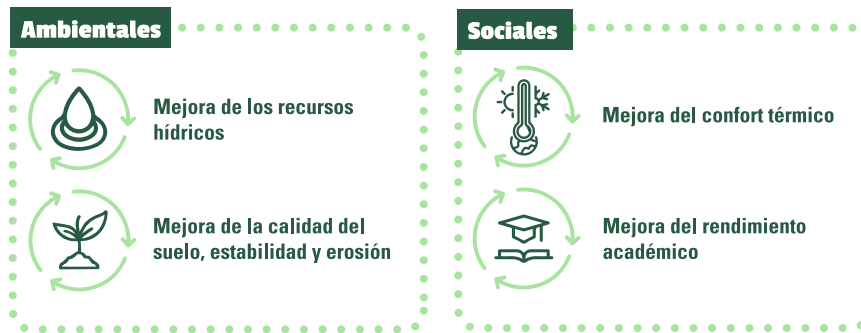 Ambientales
Mejora de los recursos
hídricos
Mejora de la calidad del
suelo, estabilidad y erosión
Sociales
Mejora del confort térmico
Mejora del rendimiento
académico